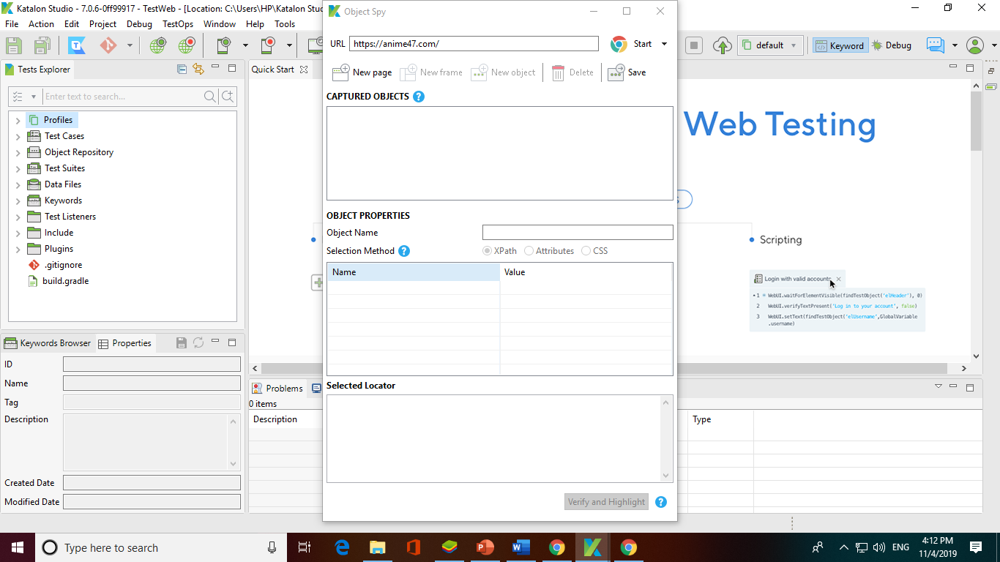 Katalon Studio - 7.0.6-0ff99917 - TestWeb - [Location: C:\Users\HP\Katalon Stud
File Action Edit Project Debug TestOps Window Help Tools
default
Keyword
Debug
Tests Explorer
Enter text to search...
Profiles
Test Cases
Object Repository
Test Suites
Data Files
Keywords
Test Listeners
Include
Plugins
.gitignore
build.gradle
Keywords Browser
Properties
ID
Name
Tag
Description
Created Date
Modified Date
Quick Start
Object Spy
URL https://anime47.com/ Start
New page New frame New object Delete Save
CAPTURED OBJECTS ?
OBJECT PROPERTIES
Object Name
Selection Method ? XPath Attributes CSS
Name Value
Selected Locator
Verify and Highlight ?
Web Testing
Scripting
Login with valid accounts
1 WebUI.waitForElementVisible(findTestObject('elHeader'), 0)
2 WebUI.verifyTextPresent('Log in to your account', false)
3 WebUI.setText(findTestObject('elUsername',GlobalVariable
.username)
Problems
0 items
Description
Type
Type here to search
ENG
4:12 PM
11/4/2019